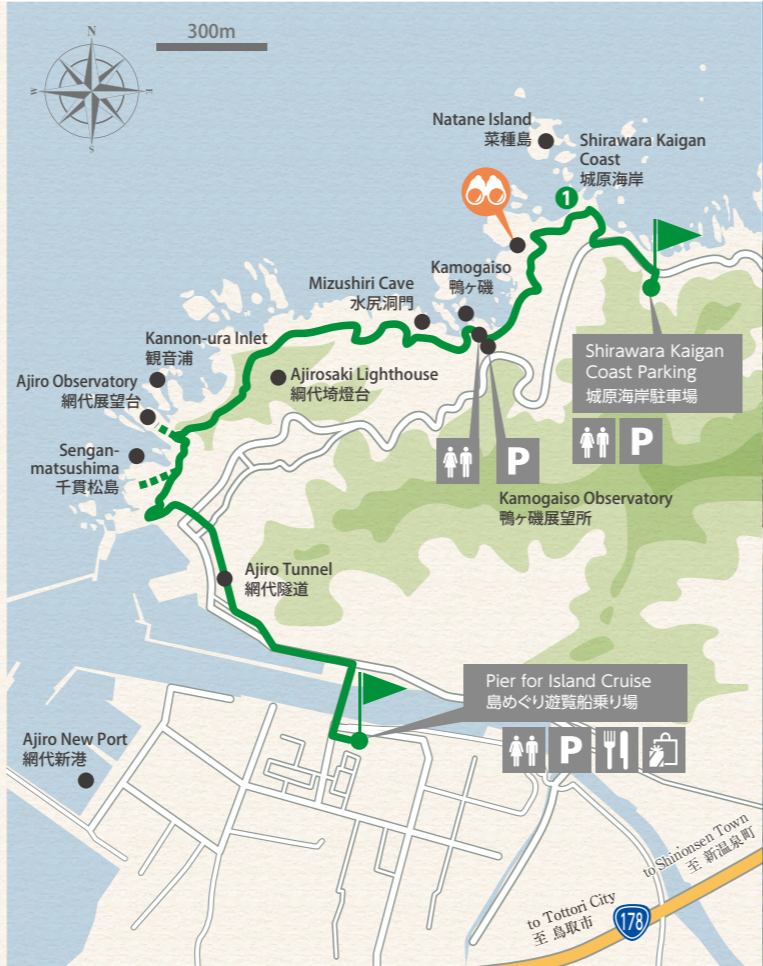 N
W
E
S
300m
Natane Island
菜種島
Shirawara Kaigan
Coast
城原海岸
1
Kamogaiso
鴨ヶ磯
Mizushiri Cave
水尻洞門
Kannon-ura Inlet
観音浦
Ajiro Observatory
網代展望台
Ajirosaki Lighthouse
綱代埼燈台
Sengan-
matsushima
千貫松島
Shirawara Kaigan
Coast Parking
城原海岸駐車場
P
P
Kamogaiso Observatory
鴨ヶ磯展望所
Ajiro Tunnel
網代隧道
Pier for Island Cruise
島めぐり遊覧船乗り場
P
Ajiro New Port
網代新港
to Shinonsen Town
至 新温泉町
to Tottori City
至 鳥取市
178